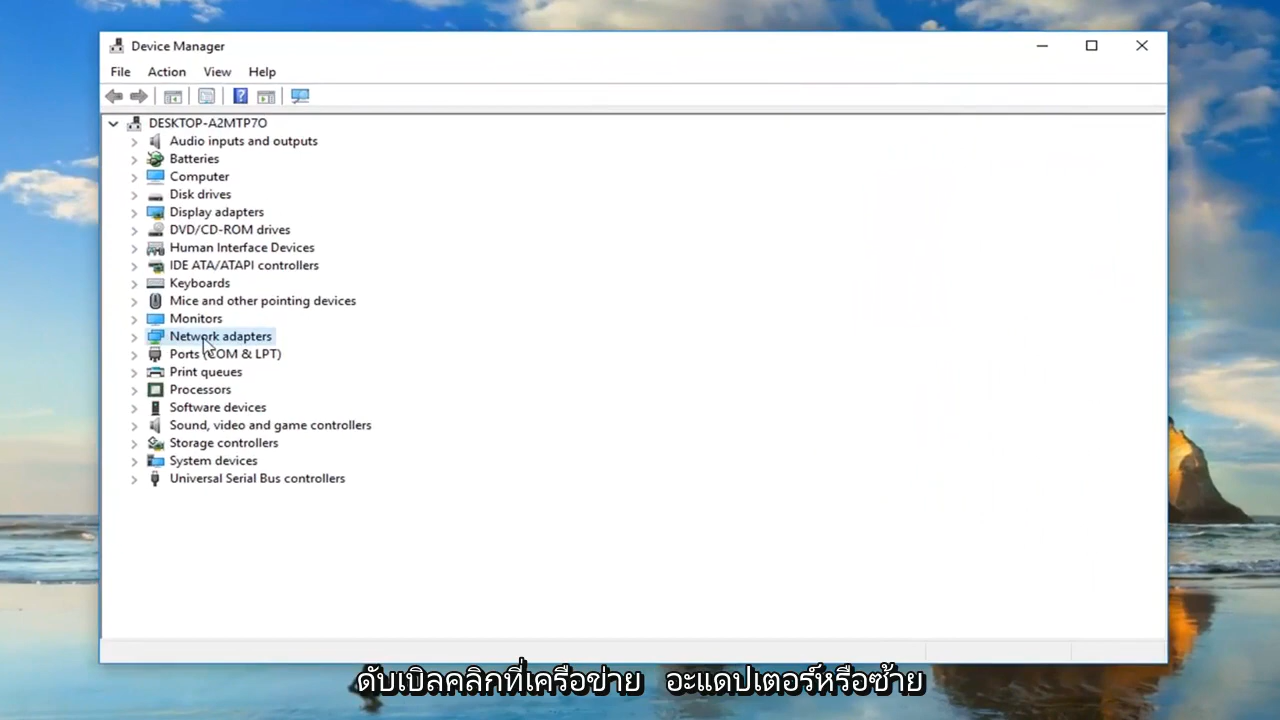 Device Manager
File Action View Help
DESKTOP-A2MTP7O
Audio inputs and outputs
Batteries
Computer
Disk drives
Display adapters
DVD/CD-ROM drives
Human Interface Devices
IDE ATA/ATAPI controllers
Keyboards
Mice and other pointing devices
Monitors
Network adapters
Ports (COM & LPT)
Print queues
Processors
Software devices
Sound, video and game controllers
Storage controllers
System devices
Universal Serial Bus controllers
ดับเบิลคลิกที่เครือข่าย อะแดปเตอร์หรือซ้าย